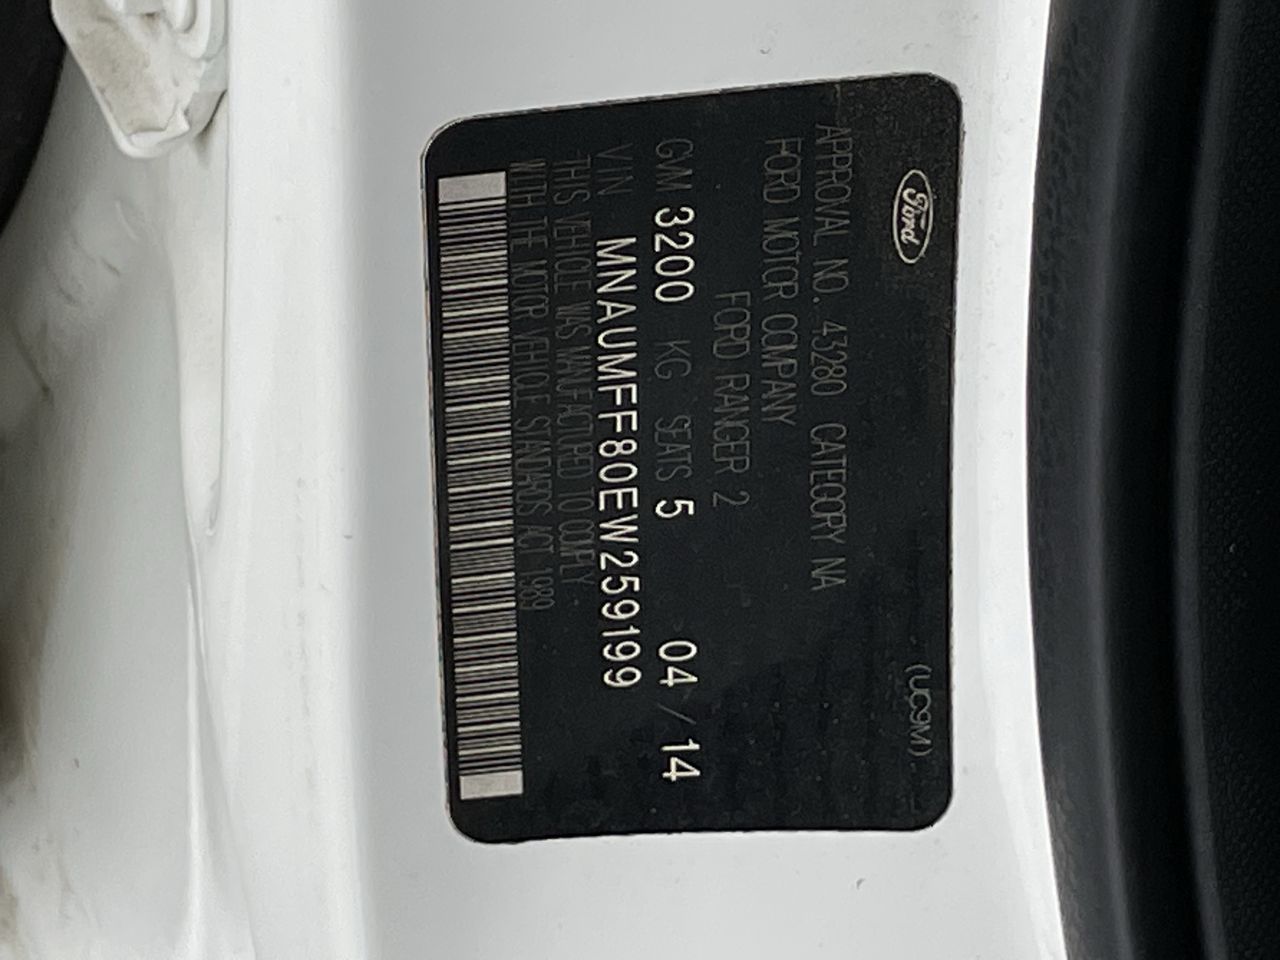 Ford
(UC9M)
APPROVAL NO. 43280 CATEGORY NA
FORD MOTOR COMPANY
FORD RANGER 2
GVM 3200 KG SEATS 5 04 / 14
VIN MNAUMFF80EW259199
THIS VEHICLE WAS MANUFACTURED TO COMPLY
WITH THE MOTOR VEHICLE STANDARDS ACT 1989